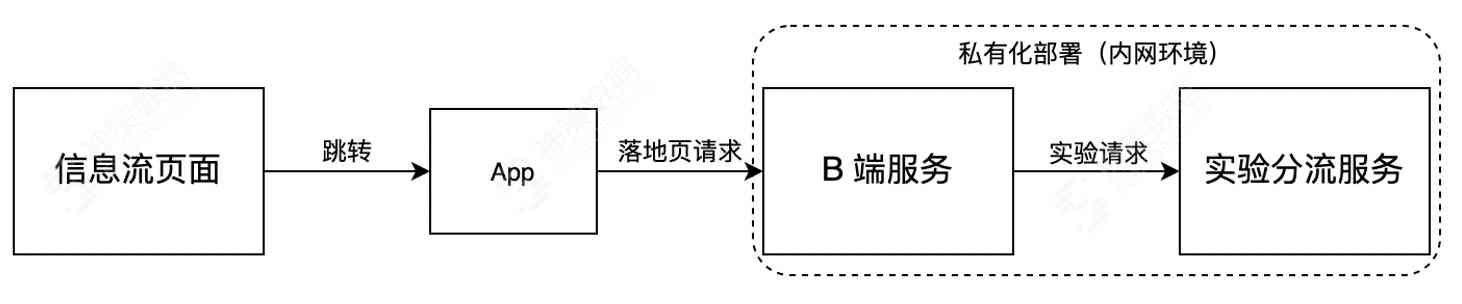 私有化部署（内网环境）
信息流页面
跳转
App
落地页请求
B 端服务
实验请求
实验分流服务